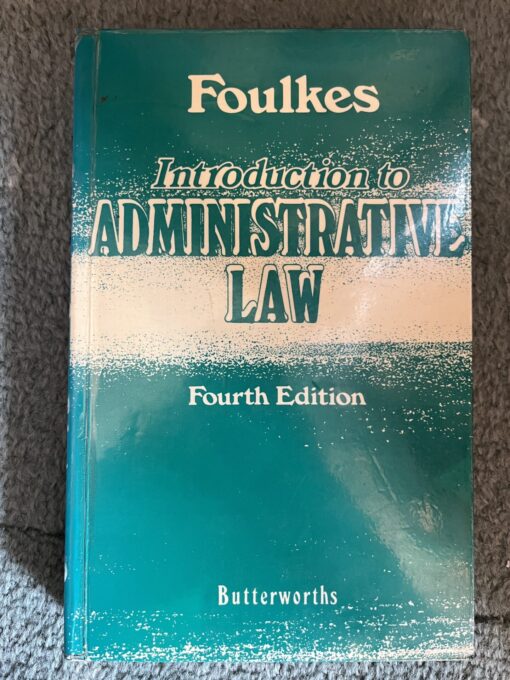 Foulkes
Introduction to
ADMINISTRATIVE
LAW
Fourth Edition
Butterworths